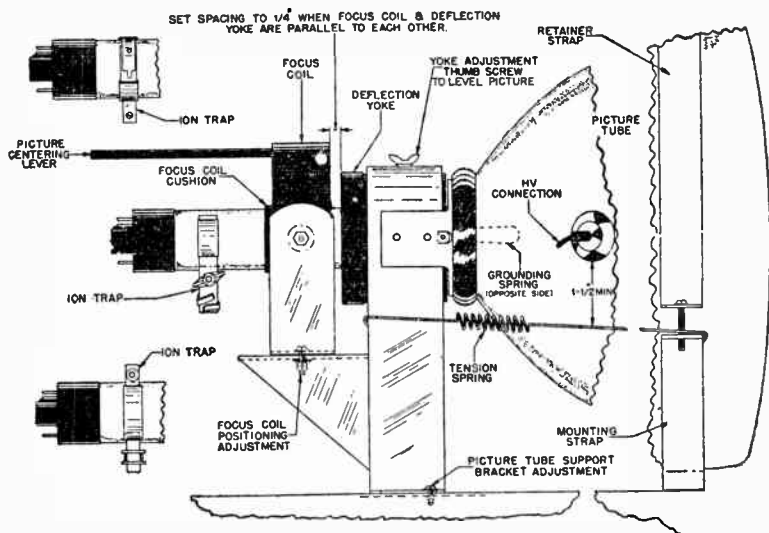 SET SPACING TO 1/4" WHEN FOCUS COIL & DEFLECTION
YOKE ARE PARALLEL TO EACH OTHER.
RETAINER
STRAP
FOCUS
COIL
YOKE ADJUSTMENT
THUMB SCREW
TO LEVEL PICTURE
DEFLECTION
YOKE
ION TRAP
PICTURE
TUBE
PICTURE
CENTERING
LEVER
FOCUS COIL
CUSHION
HV
CONNECTION
GROUNDING
SPRING
(OPPOSITE SIDE)
1-1/2 MIN
ION TRAP
ION TRAP
TENSION
SPRING
FOCUS COIL
POSITIONING
ADJUSTMENT
MOUNTING
STRAP
PICTURE TUBE SUPPORT
BRACKET ADJUSTMENT